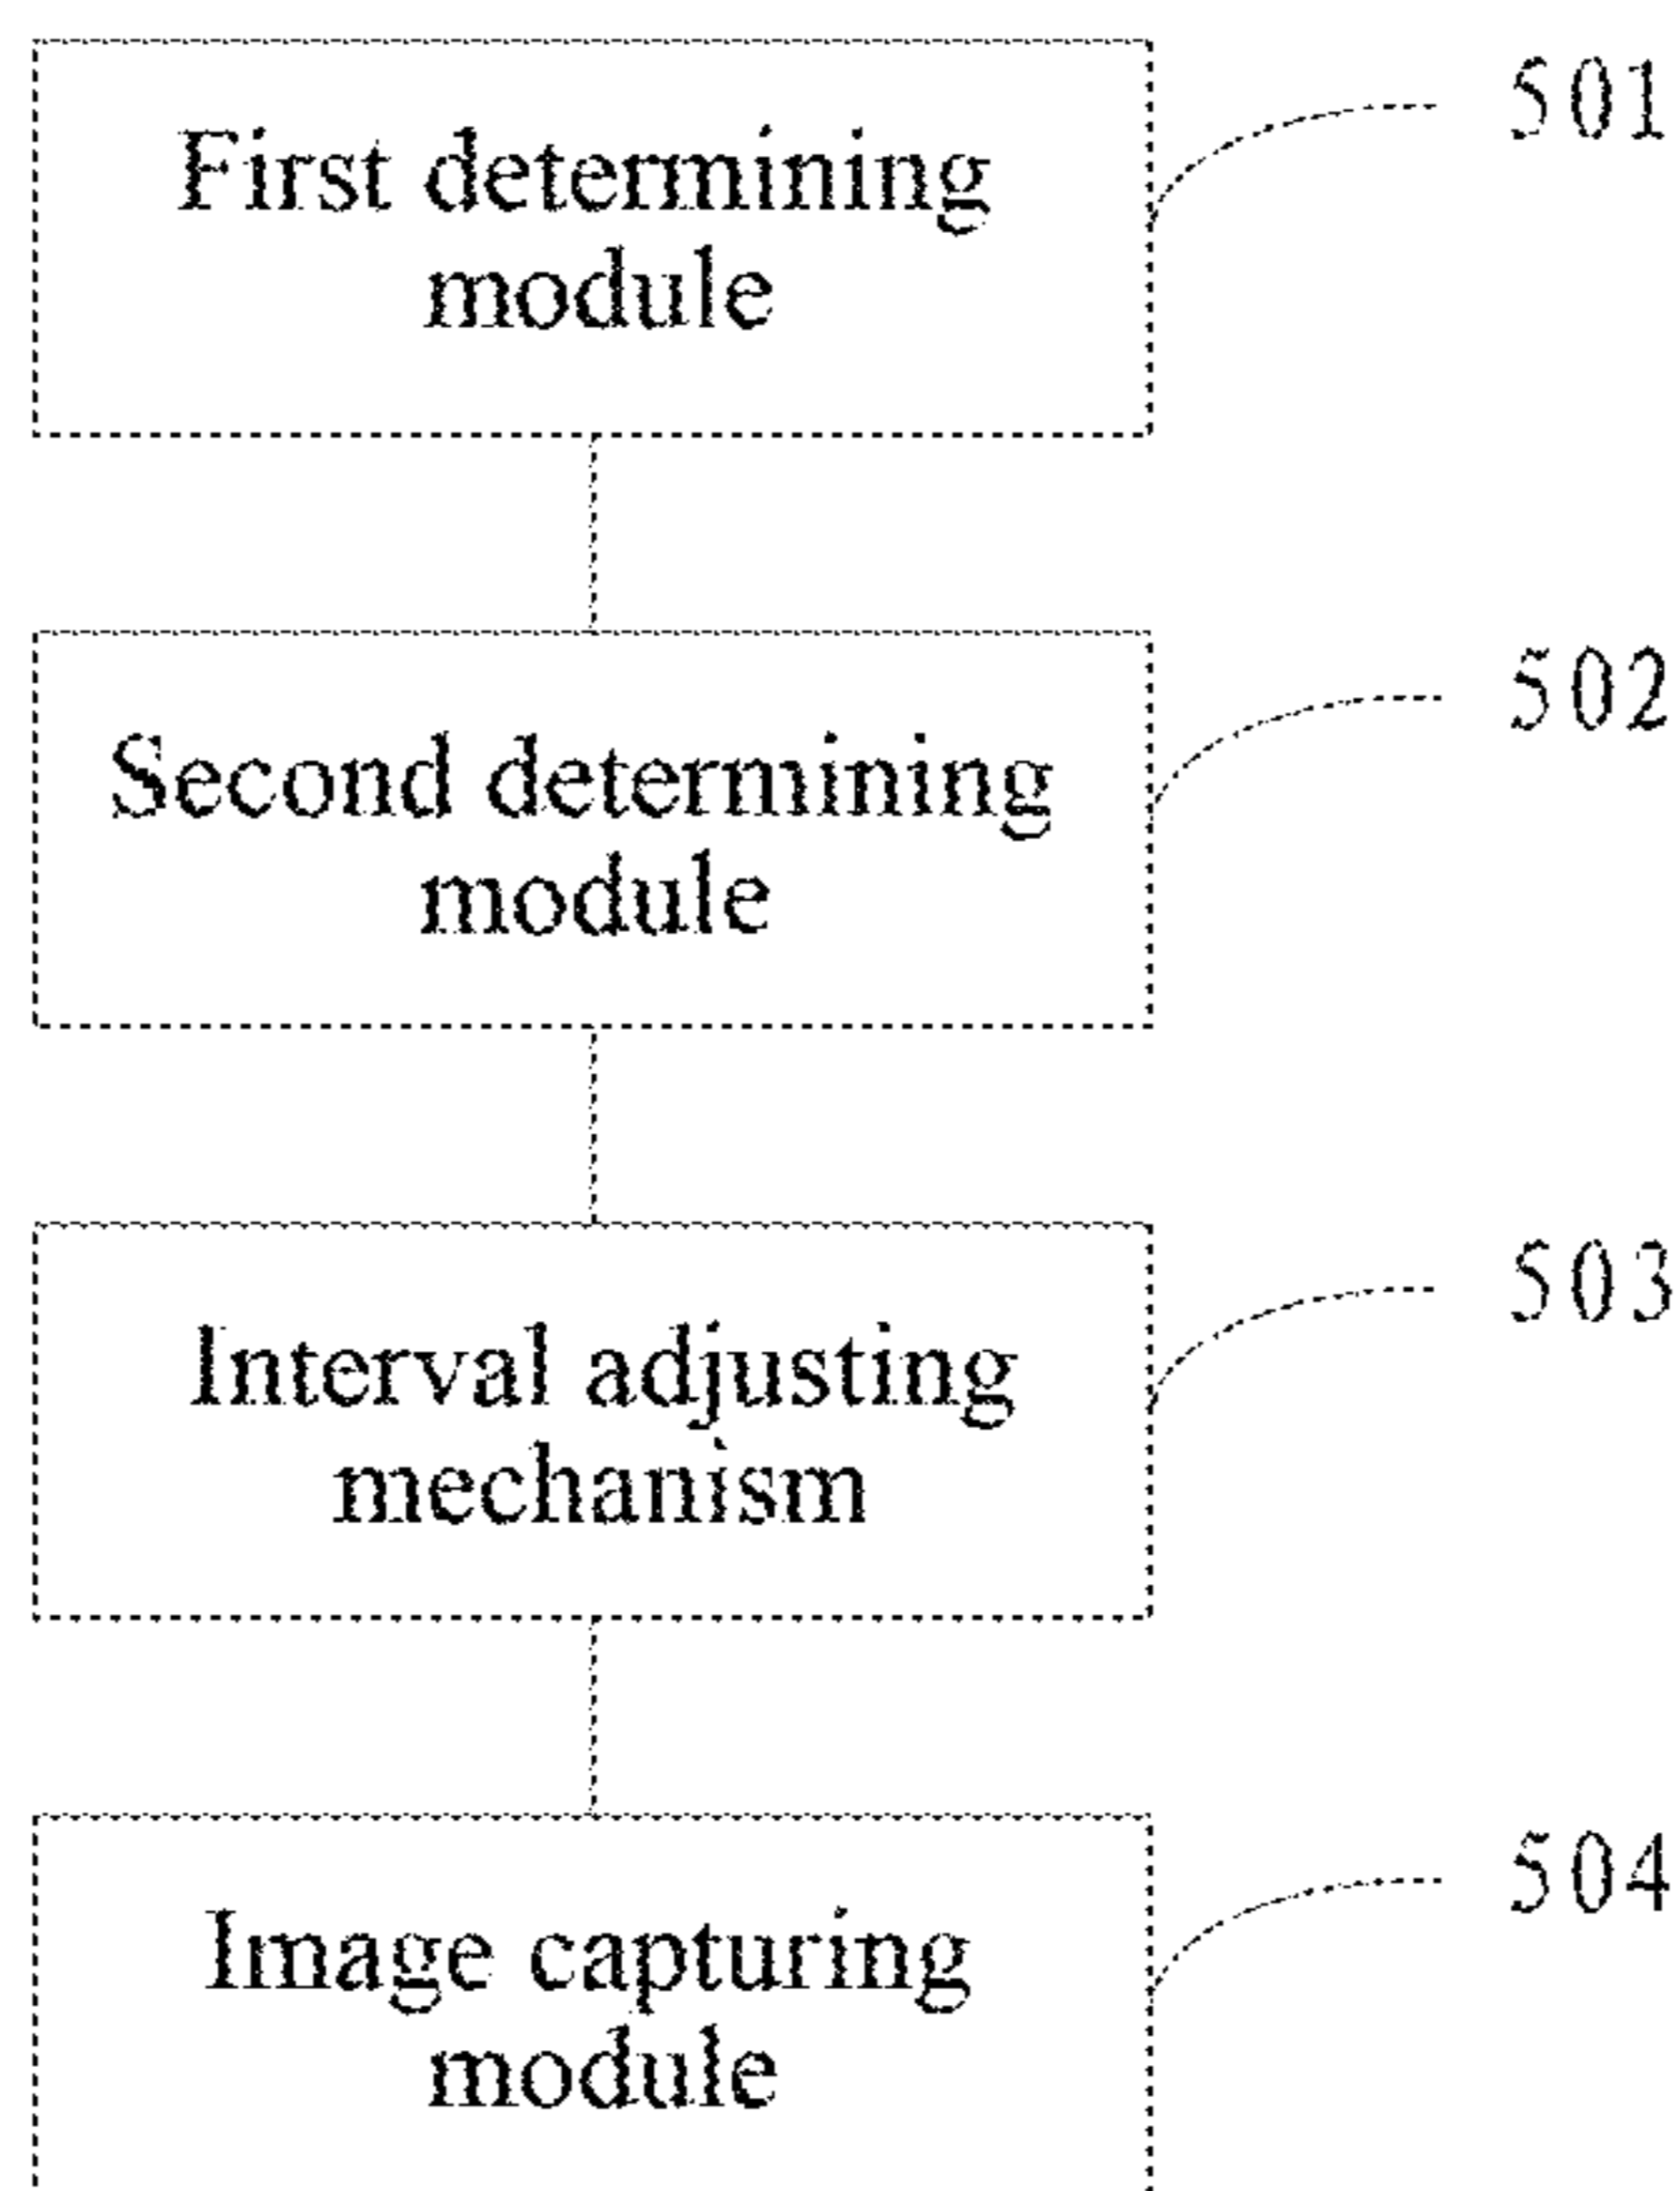 First determining
module
501
Second determining
module
502
Interval adjusting
mechanism
503
Image capturing
module
504